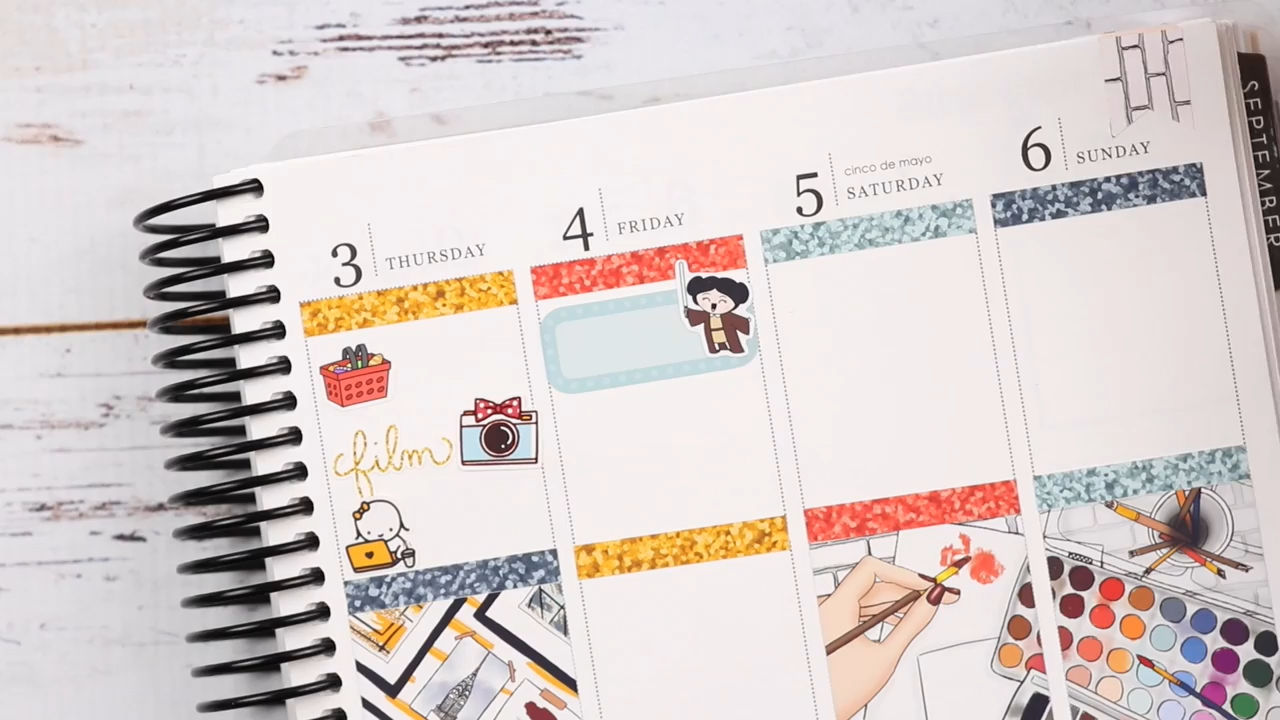 3 THURSDAY
4 FRIDAY
5 cinco de mayo
SATURDAY
6 SUNDAY
SEPTEMBER
film